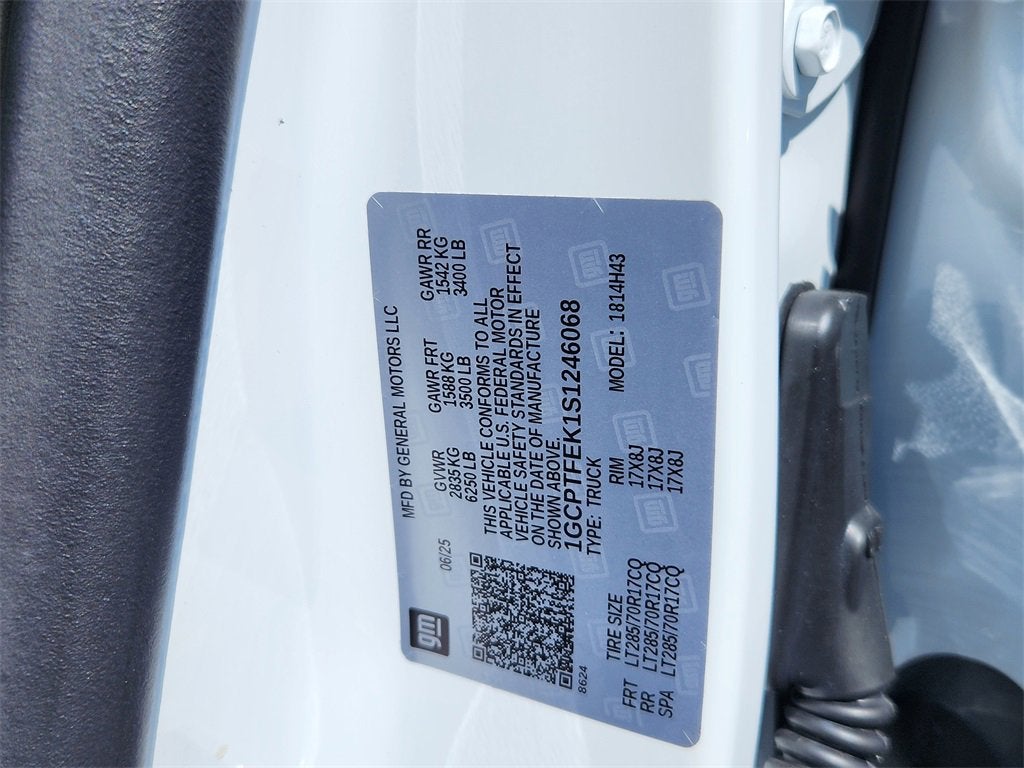 gm
06/25
MFD BY GENERAL MOTORS LLC
GVWR GAWR FRT GAWR RR
2835 KG 1588 KG 1542 KG
6250 LB 3500 LB 3400 LB
THIS VEHICLE CONFORMS TO ALL
APPLICABLE U.S. FEDERAL MOTOR
VEHICLE SAFETY STANDARDS IN EFFECT
ON THE DATE OF MANUFACTURE
SHOWN ABOVE.
1GCPTFEK1S1246068
TYPE: TRUCK MODEL: 1814H43
8624
TIRE SIZE RIM
FRT LT285/70R17CQ 17X8J
RR LT285/70R17CQ 17X8J
SPA LT285/70R17CQ 17X8J